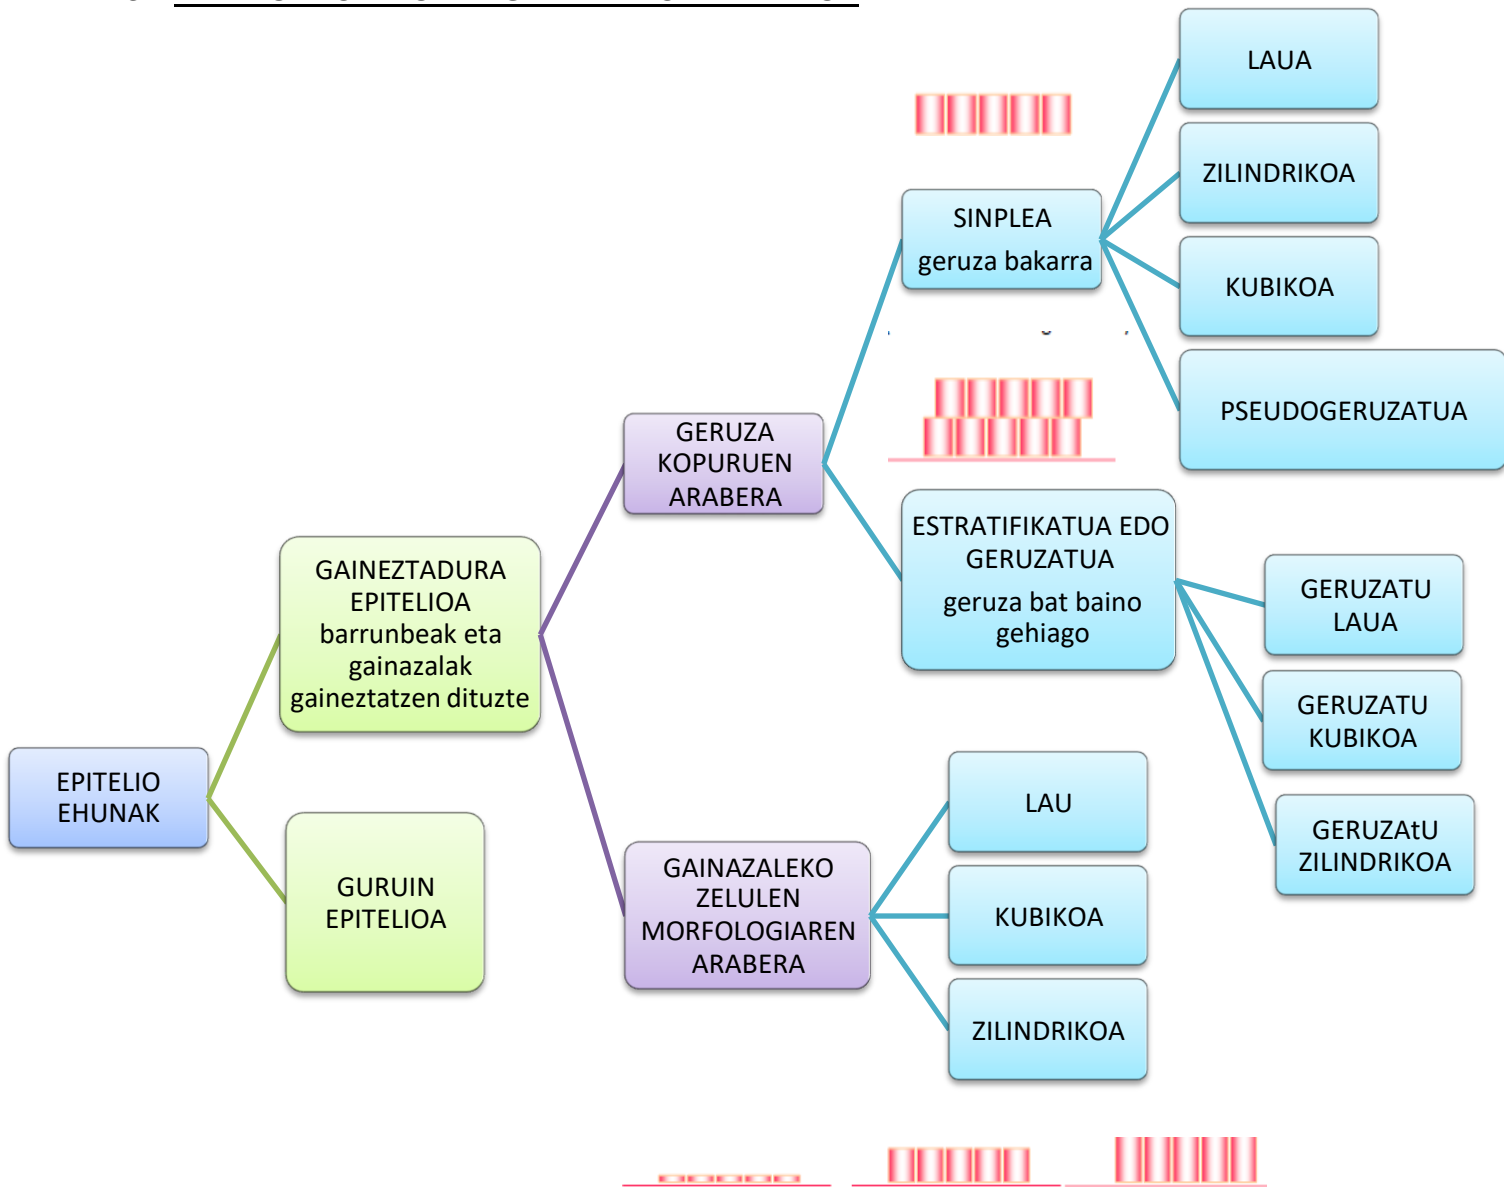 LAUA
ZILINDRIKOA
SINPLEA
geruza bakarra
KUBIKOA
PSEUDOGERUZATUA
GERUZA
KOPURUEN
ARABERA
ESTRATIFIKATUA EDO
GERUZATUA
geruza bat baino
gehiago
GERUZATU
LAUA
GERUZATU
KUBIKOA
GERUZAtU
ZILINDRIKOA
GAINEZTADURA
EPITELIOA
barrunbeak eta
gainazalak
gaineztatzen dituzte
EPITELIO
EHUNAK
GURUIN
EPITELIOA
GAINAZALEKO
ZELULEN
MORFOLOGIAREN
ARABERA
LAU
KUBIKOA
ZILINDRIKOA